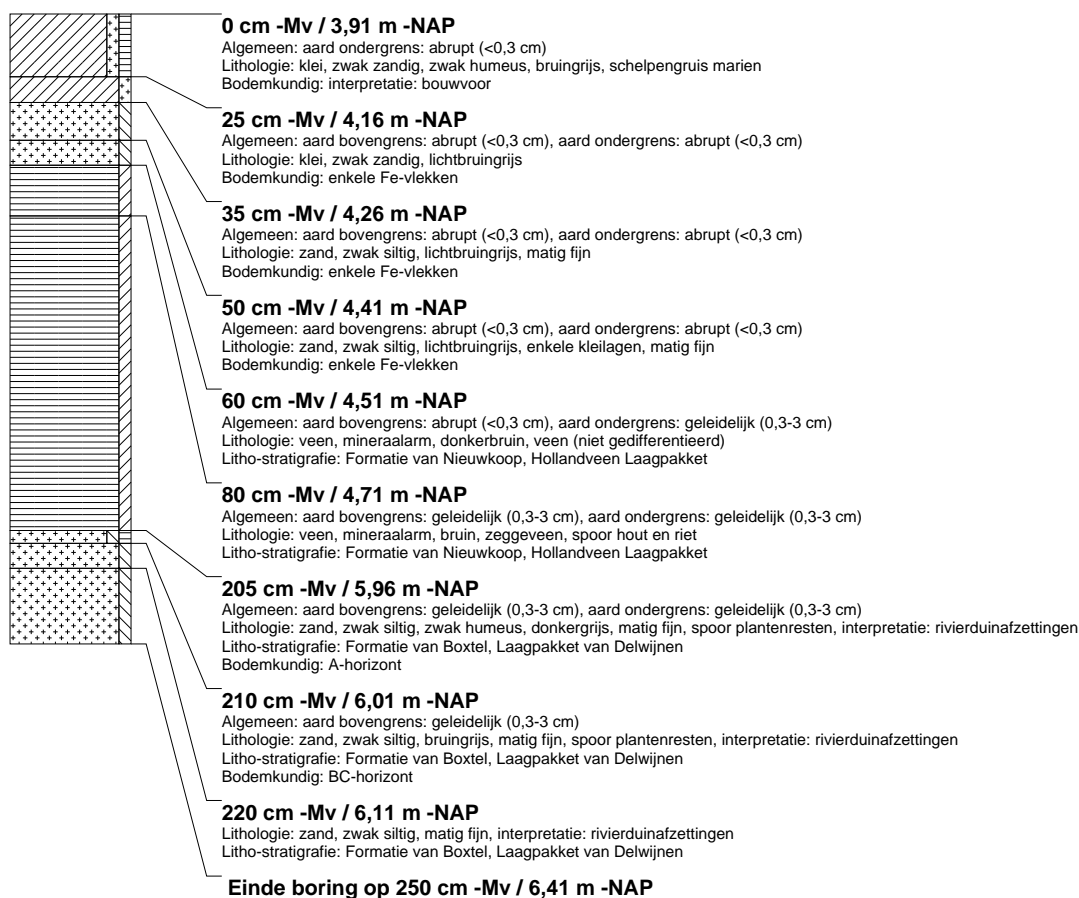 0 cm -Mv / 3,91 m -NAP
Algemeen: aard ondergrens: abrupt (<0,3 cm)
Lithologie: klei, zwak zandig, zwak humeus, bruingrijs, schelpengruis marien
Bodemkundig: interpretatie: bouwvoor
25 cm -Mv / 4,16 m -NAP
Algemeen: aard bovengrens: abrupt (<0,3 cm), aard ondergrens: abrupt (<0,3 cm)
Lithologie: klei, zwak zandig, lichtbruingrijs
Bodemkundig: enkele Fe-vlekken
35 cm -Mv / 4,26 m -NAP
Algemeen: aard bovengrens: abrupt (<0,3 cm), aard ondergrens: abrupt (<0,3 cm)
Lithologie: zand, zwak siltig, lichtbruingrijs, matig fijn
Bodemkundig: enkele Fe-vlekken
50 cm -Mv / 4,41 m -NAP
Algemeen: aard bovengrens: abrupt (<0,3 cm), aard ondergrens: abrupt (<0,3 cm)
Lithologie: zand, zwak siltig, lichtbruingrijs, enkele kleilagen, matig fijn
Bodemkundig: enkele Fe-vlekken
60 cm -Mv / 4,51 m -NAP
Algemeen: aard bovengrens: abrupt (<0,3 cm), aard ondergrens: geleidelijk (0,3-3 cm)
Lithologie: veen, mineraalarm, donkerbruin, veen (niet gedifferentieerd)
Litho-stratigrafie: Formatie van Nieuwkoop, Hollandveen Laagpakket
80 cm -Mv / 4,71 m -NAP
Algemeen: aard bovengrens: geleidelijk (0,3-3 cm), aard ondergrens: geleidelijk (0,3-3 cm)
Lithologie: veen, mineraalarm, bruin, zeggeveen, spoor hout en riet
Litho-stratigrafie: Formatie van Nieuwkoop, Hollandveen Laagpakket
205 cm -Mv / 5,96 m -NAP
Algemeen: aard bovengrens: geleidelijk (0,3-3 cm), aard ondergrens: geleidelijk (0,3-3 cm)
Lithologie: zand, zwak siltig, zwak humeus, donkergrijs, matig fijn, spoor plantenresten, interpretatie: rivierduinafzettingen
Litho-stratigrafie: Formatie van Boxtel, Laagpakket van Delwijnen
Bodemkundig: A-horizont
210 cm -Mv / 6,01 m -NAP
Algemeen: aard bovengrens: geleidelijk (0,3-3 cm)
Lithologie: zand, zwak siltig, bruingrijs, matig fijn, spoor plantenresten, interpretatie: rivierduinafzettingen
Litho-stratigrafie: Formatie van Boxtel, Laagpakket van Delwijnen
Bodemkundig: BC-horizont
220 cm -Mv / 6,11 m -NAP
Lithologie: zand, zwak siltig, matig fijn, interpretatie: rivierduinafzettingen
Litho-stratigrafie: Formatie van Boxtel, Laagpakket van Delwijnen
Einde boring op 250 cm -Mv / 6,41 m -NAP